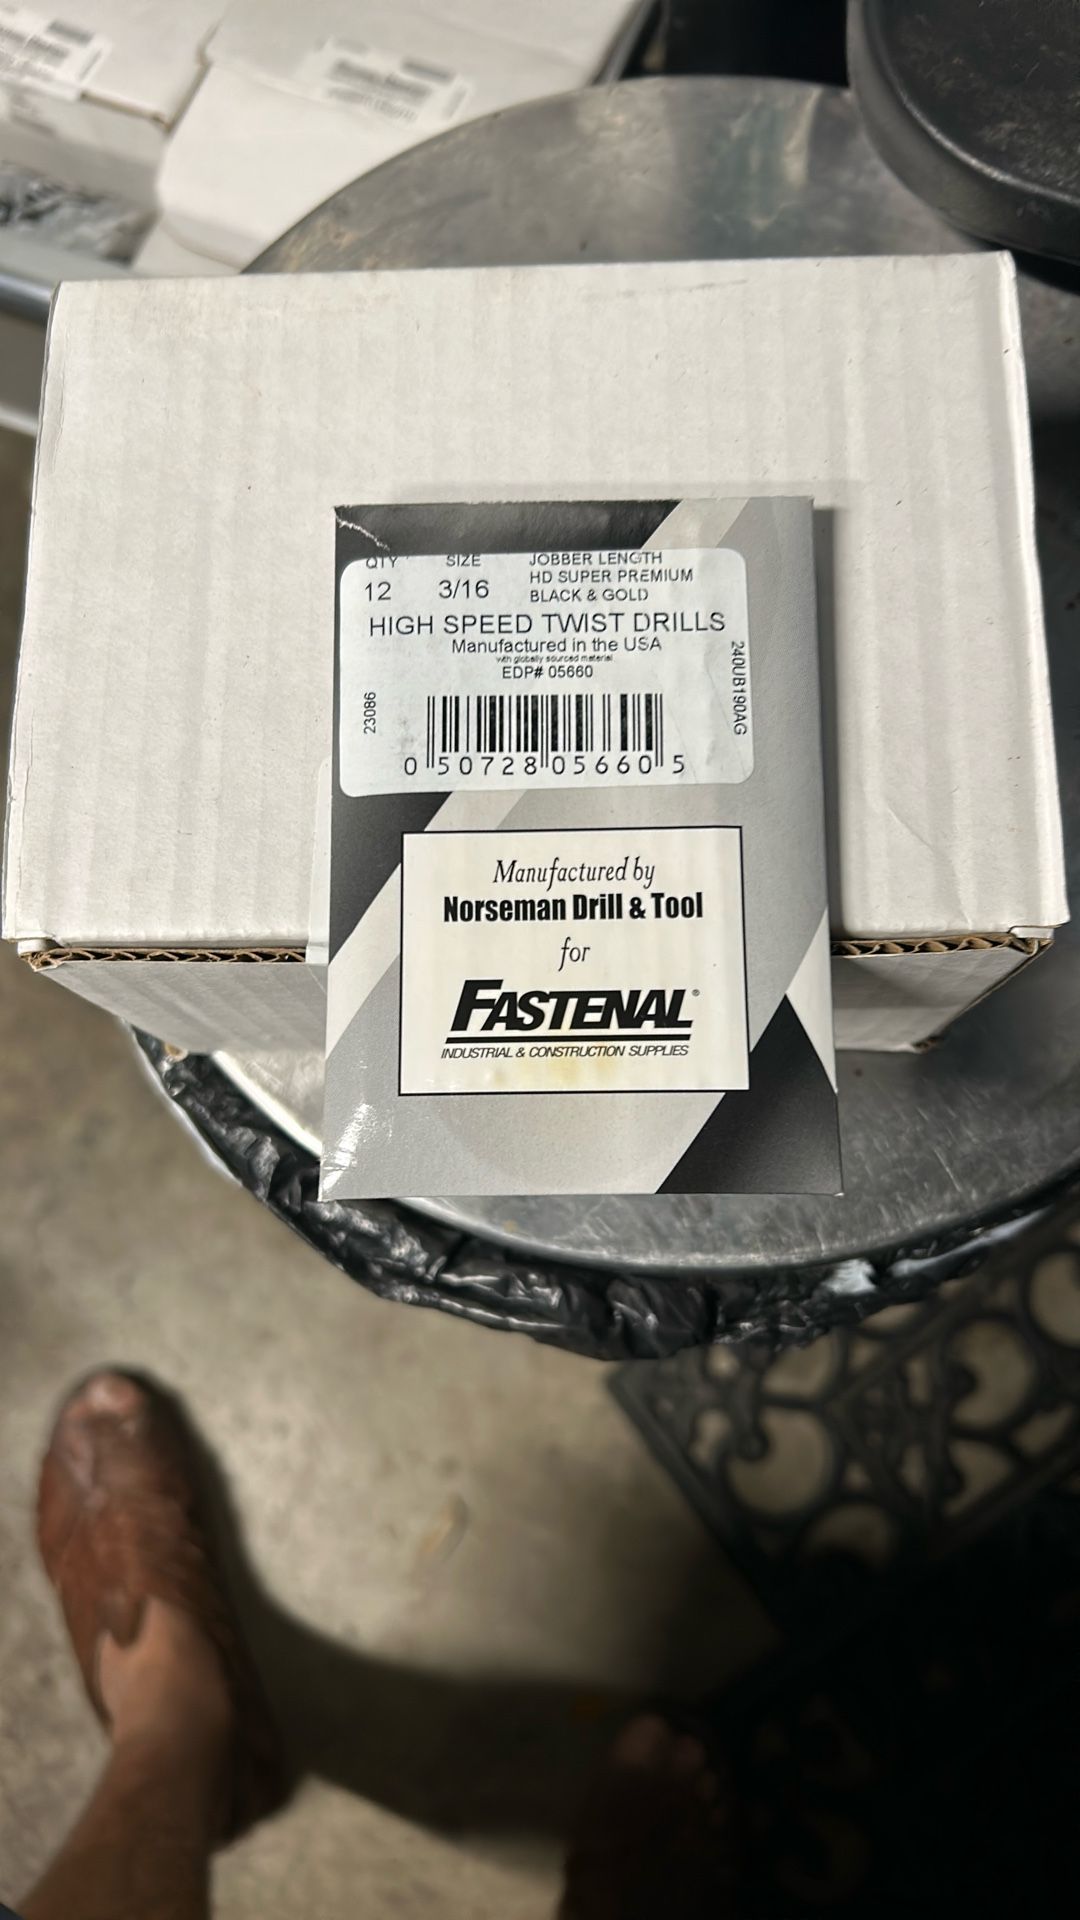 QTY SIZE JOBBER LENGTH
12 3/16 HD SUPER PREMIUM
BLACK & GOLD
HIGH SPEED TWIST DRILLS
Manufactured in the USA
with globally sourced material
EDP# 05660
23086
240UB190AG
0 50728 05660 5
Manufactured by
Norseman Drill & Tool
for
FASTENAL®
INDUSTRIAL & CONSTRUCTION SUPPLIES